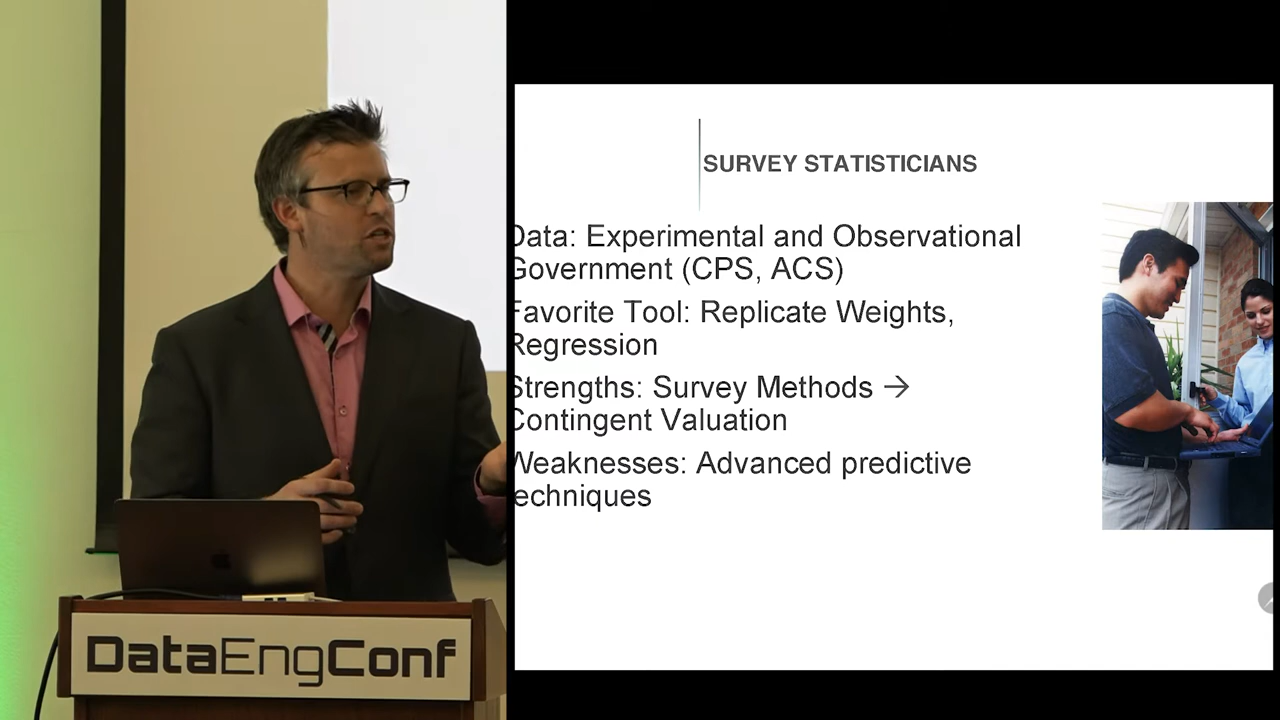 SURVEY STATISTICIANS
Data: Experimental and Observational
Government (CPS, ACS)
Favorite Tool: Replicate Weights,
Regression
Strengths: Survey Methods →
Contingent Valuation
Weaknesses: Advanced predictive
echniques
DataEngConf